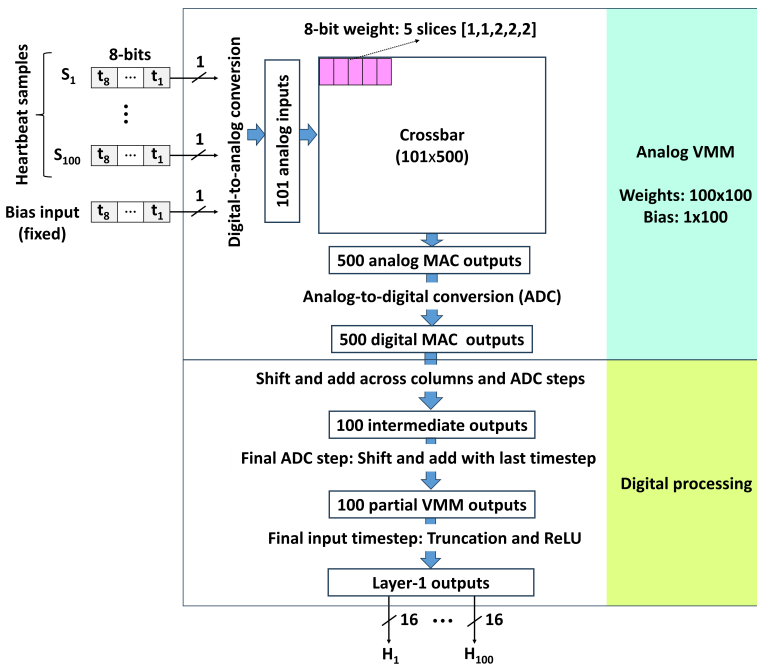 8-bit weight: 5 slices [1,1,2,2,2]
Heartbeat samples
8-bits
S1
t8 ... t1
1
S100
t8 ... t1
1
Bias input
(fixed)
t8 ... t1
1
Digital-to-analog conversion
101 analog inputs
Crossbar
(101x500)
Analog VMM
Weights: 100x100
Bias: 1x100
500 analog MAC outputs
Analog-to-digital conversion (ADC)
500 digital MAC outputs
Shift and add across columns and ADC steps
100 intermediate outputs
Final ADC step: Shift and add with last timestep
Digital processing
100 partial VMM outputs
Final input timestep: Truncation and ReLU
Layer-1 outputs
16 ... 16
H1
H100